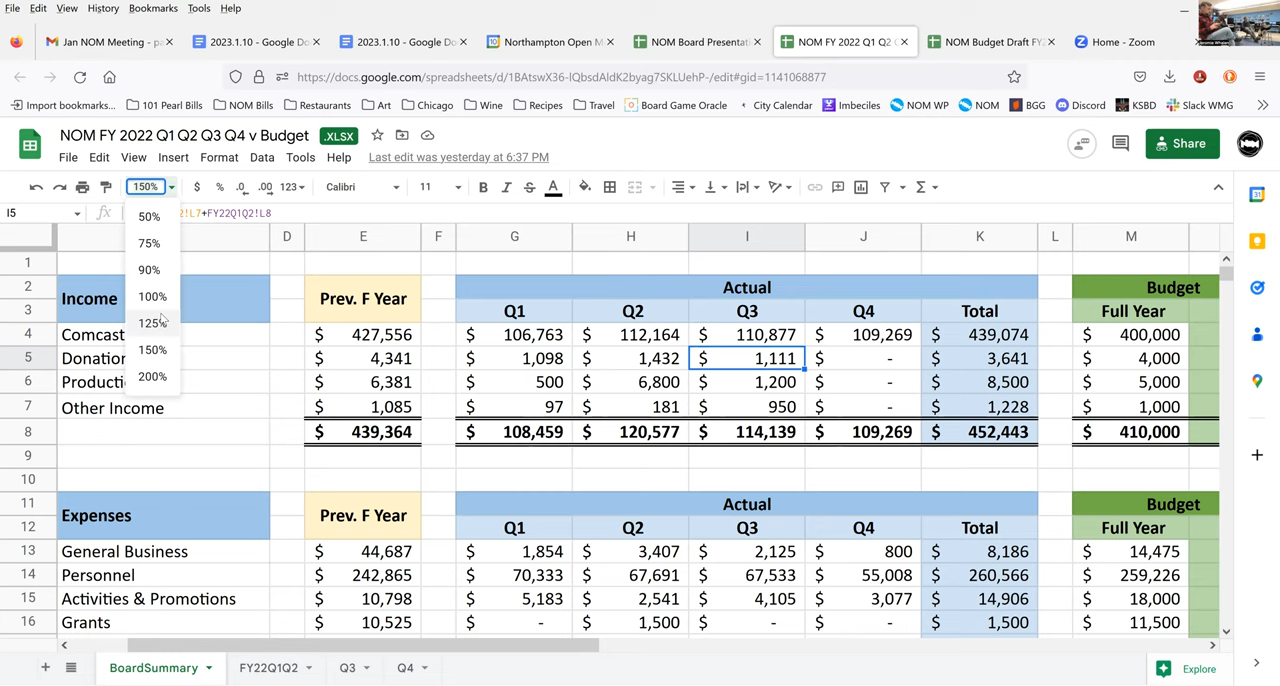 File Edit View History Bookmarks Tools Help
Jan NOM Meeting - pa
2023.1.10 - Google Do
2023.1.10 - Google Do
Northampton Open M
NOM Board Presentati
NOM FY 2022 Q1 Q2
NOM Budget Draft FY
Home - Zoom
https://docs.google.com/spreadsheets/d/1BAtswX36-lQbsdAldK2byag7SKLUehP-/edit#gid=1141068877
Import bookmarks... 101 Pearl Bills NOM Bills Restaurants Art Chicago Wine Recipes Travel Board Game Oracle City Calendar Imbeciles NOM WP NOM BGG Discord KSBD Slack WMG
NOM FY 2022 Q1 Q2 Q3 Q4 v Budget .XLSX
File Edit View Insert Format Data Tools Help Last edit was yesterday at 6:37 PM
Share
150% $ % .0 .00 123 Calibri 11 B I S A
I5 fx 2!L7+FY22Q1Q2!L8
50%
75%
90%
100%
125%
150%
200%
D E F G H I J K L M
1
2 Income Prev. F Year Actual Budget
3 Q1 Q2 Q3 Q4 Total Full Year
4 Comcast $ 427,556 $ 106,763 $ 112,164 $ 110,877 $ 109,269 $ 439,074 $ 400,000
5 Donation $ 4,341 $ 1,098 $ 1,432 $ 1,111 $ - $ 3,641 $ 4,000
6 Producti $ 6,381 $ 500 $ 6,800 $ 1,200 $ - $ 8,500 $ 5,000
7 Other Income $ 1,085 $ 97 $ 181 $ 950 $ - $ 1,228 $ 1,000
8 $ 439,364 $ 108,459 $ 120,577 $ 114,139 $ 109,269 $ 452,443 $ 410,000
9
10
11 Expenses Prev. F Year Actual Budget
12 Q1 Q2 Q3 Q4 Total Full Year
13 General Business $ 44,687 $ 1,854 $ 3,407 $ 2,125 $ 800 $ 8,186 $ 14,475
14 Personnel $ 242,865 $ 70,333 $ 67,691 $ 67,533 $ 55,008 $ 260,566 $ 259,226
15 Activities & Promotions $ 10,798 $ 5,183 $ 2,541 $ 4,105 $ 3,077 $ 14,906 $ 18,000
16 Grants $ 10,525 $ - $ 1,500 $ - $ - $ 1,500 $ 11,500
BoardSummary FY22Q1Q2 Q3 Q4 Explore